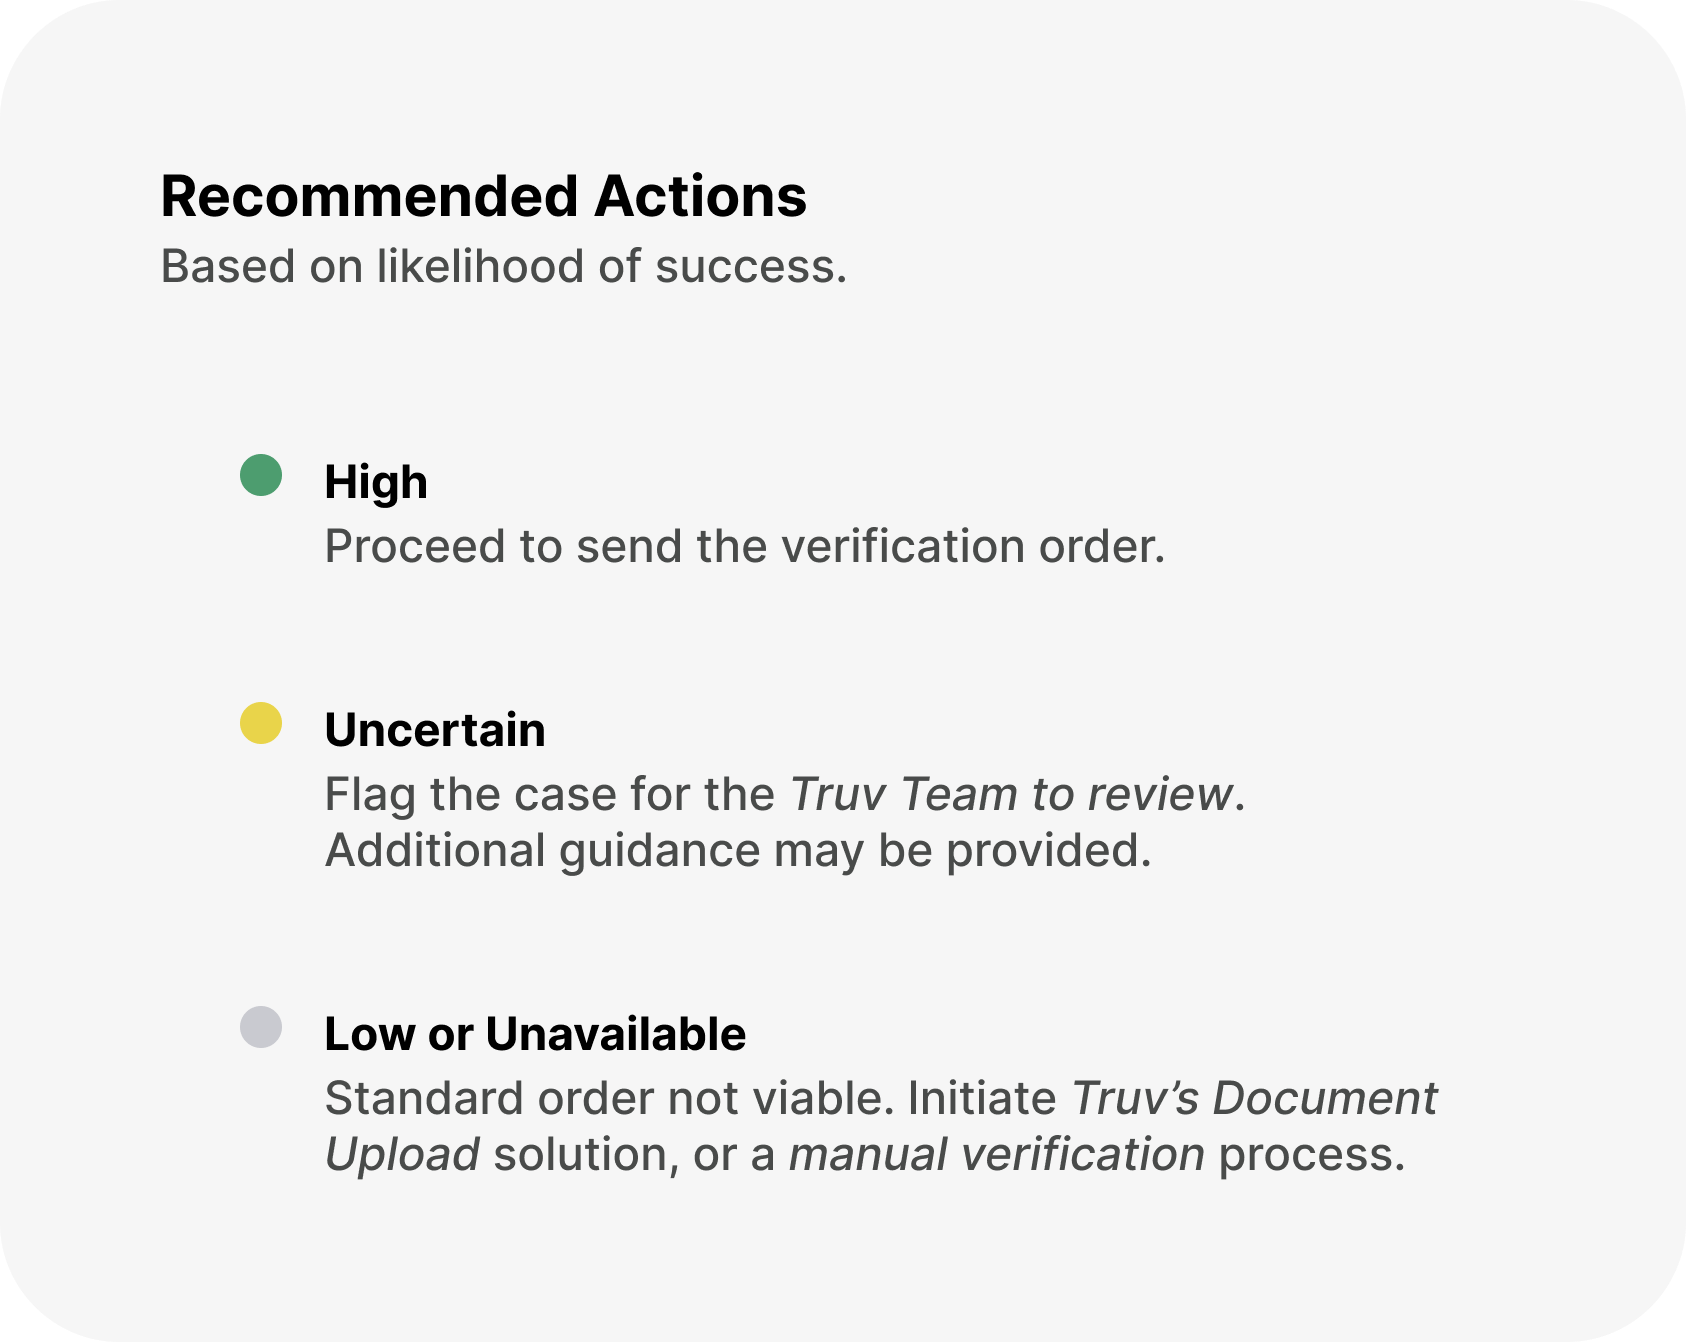 Recommended Actions
Based on likelihood of success.
High
Proceed to send the verification order.
Uncertain
Flag the case for the Truv Team to review.
Additional guidance may be provided.
Low or Unavailable
Standard order not viable. Initiate Truv’s Document
Upload solution, or a manual verification process.